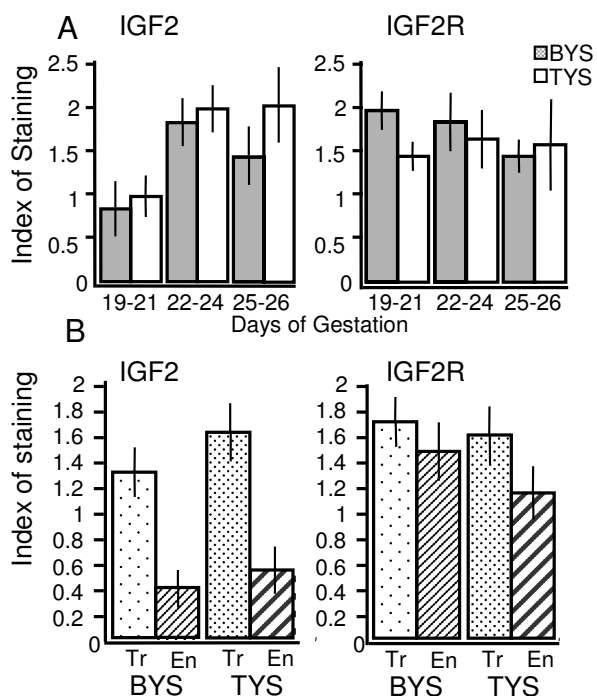 A IGF2 IGF2R
BYS
TYS
Index of Staining
2.5 2.5
2 2
1.5 1.5
1 1
0.5 0.5
0 0
19-21 22-24 25-26 19-21 22-24 25-26
Days of Gestation
B IGF2 IGF2R
Index of staining
2 2
1.8 1.8
1.6 1.6
1.4 1.4
1.2 1.2
1 1
0.8 0.8
0.6 0.6
0.4 0.4
0.2 0.2
0 0
Tr En Tr En Tr En Tr En
BYS TYS BYS TYS